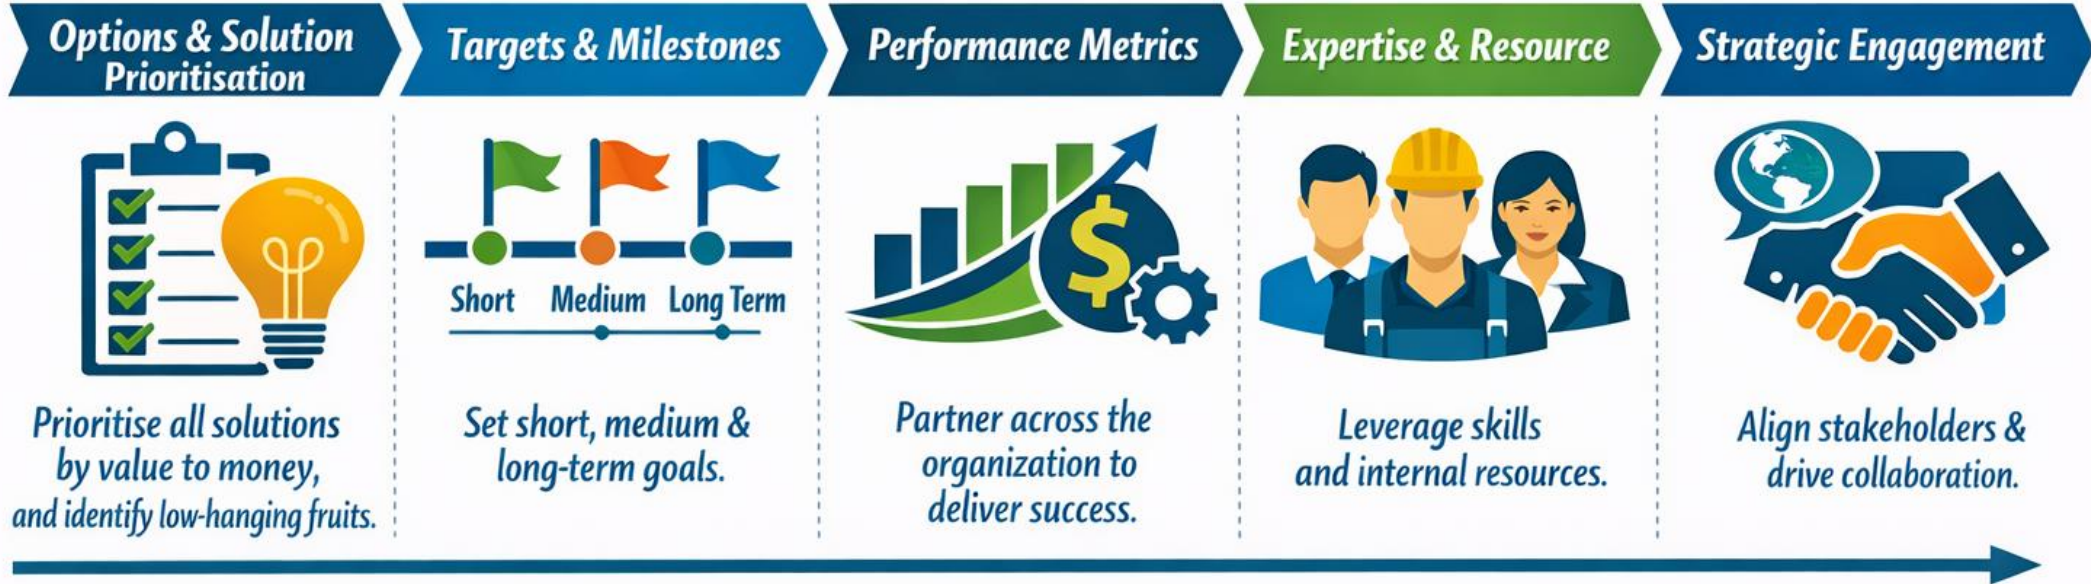 Options & Solution
Prioritisation
Targets & Milestones
Performance Metrics
Expertise & Resource
Strategic Engagement
$
Short Medium Long Term
Prioritise all solutions
by value to money,
and identify low-hanging fruits.
Set short, medium &
long-term goals.
Partner across the
organization to
deliver success.
Leverage skills
and internal resources.
Align stakeholders &
drive collaboration.